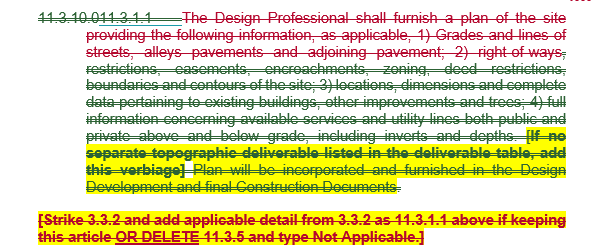 11.3.10.011.3.1.1 The Design Professional shall furnish a plan of the site
providing the following information, as applicable, 1) Grades and lines of
streets, alleys pavements and adjoining pavement; 2) right of ways,
restrictions, easements, encroachments, zoning, deed restrictions,
boundaries and contours of the site; 3) locations, dimensions and complete
data pertaining to existing buildings, other improvements and trees; 4) full
information concerning available services and utility lines both public and
private above and below grade, including inverts and depths. [If no
separate topographic deliverable listed in the deliverable table, add
this verbiage] Plan will be incorporated and furnished in the Design
Development and final Construction Documents.
[Strike 3.3.2 and add applicable detail from 3.3.2 as 11.3.1.1 above if keeping
this article OR DELETE 11.3.5 and type Not Applicable.]